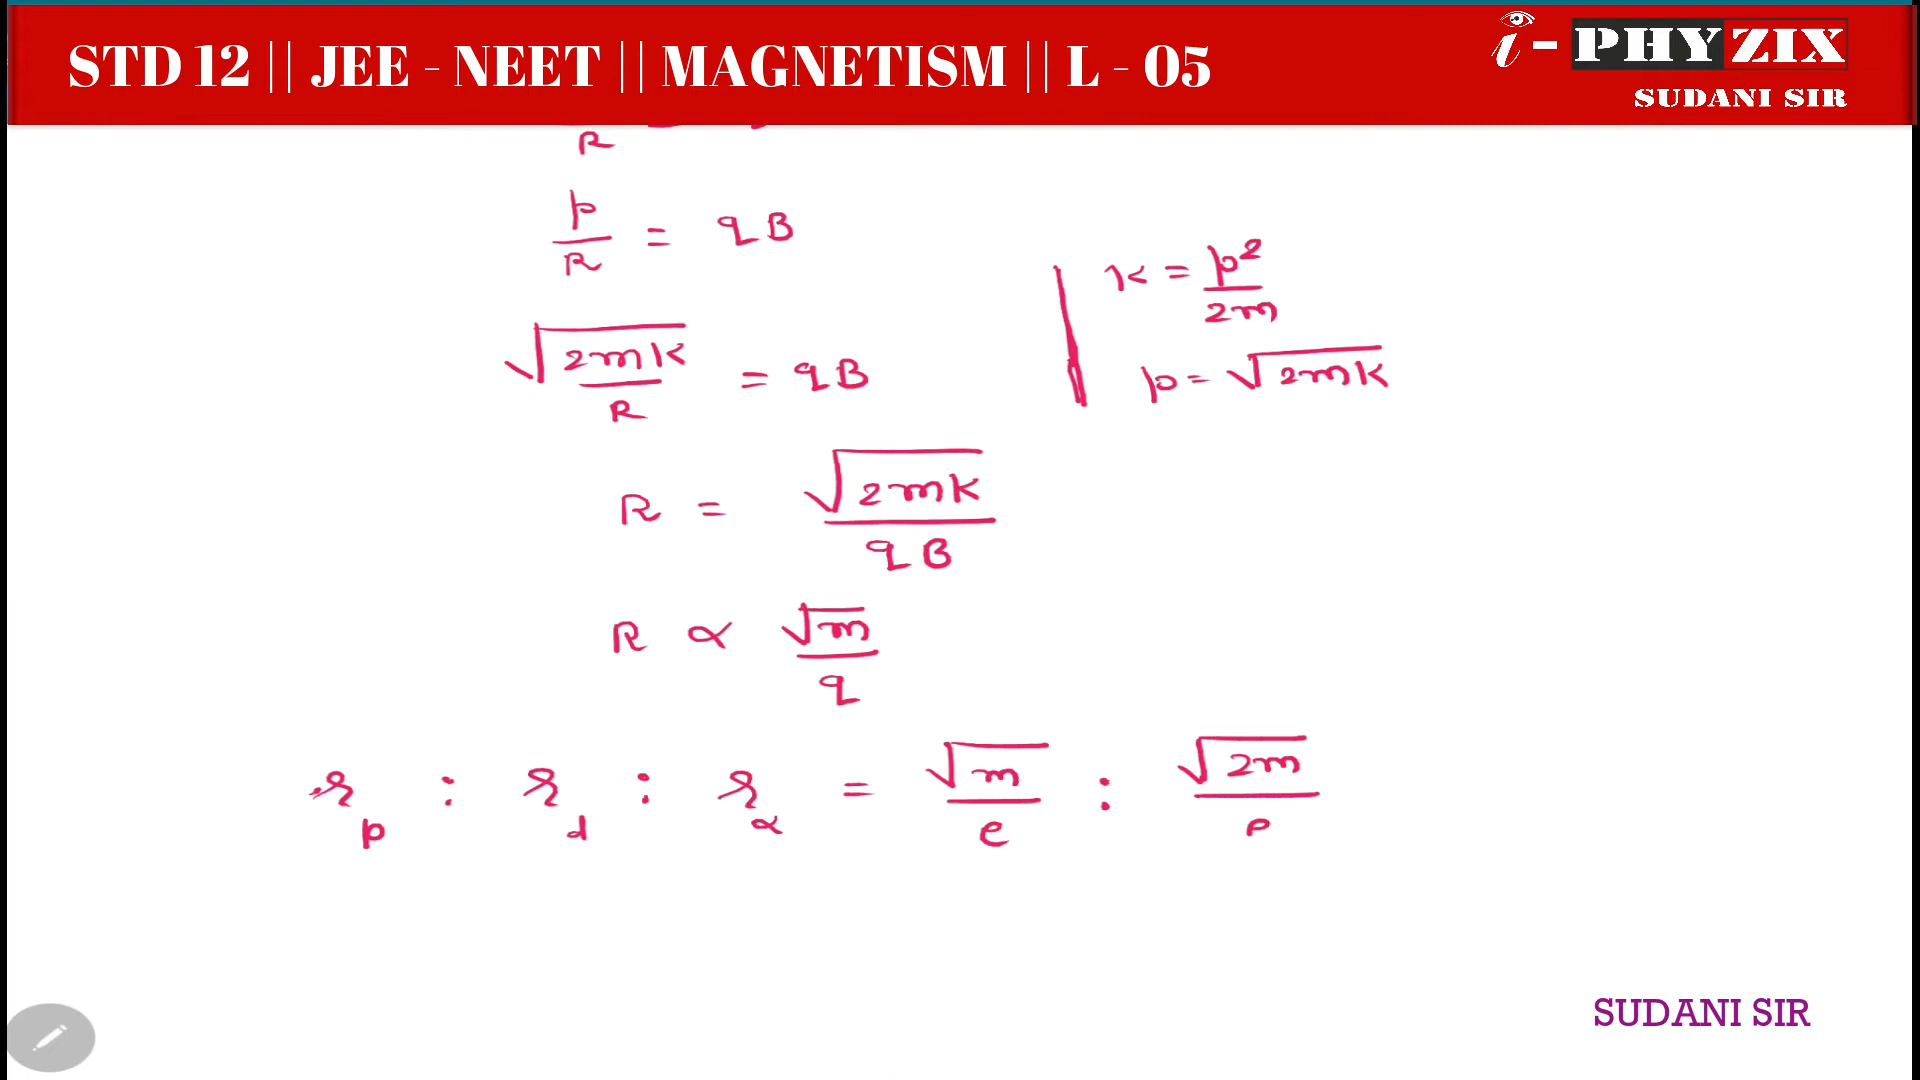 STD 12 || JEE - NEET || MAGNETISM || L - 05
i - PHYZIX
SUDANI SIR
R
p/R = qB
K = p²/2m
√2mK/R = qB
p = √2mK
R = √2mK/qB
R ∝ √m/q
r_p : r_d : r_α = √m/e : √2m/e
SUDANI SIR